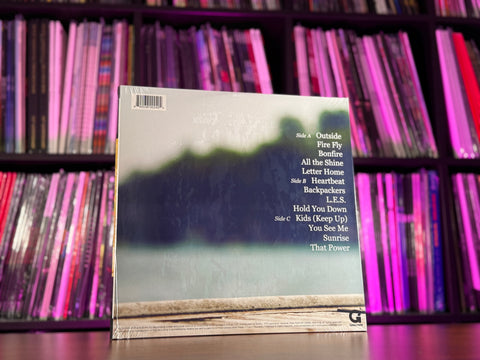 Side A Outside
Fire Fly
Bonfire
All the Shine
Letter Home
Side B Heartbeat
Backpackers
L.E.S.
Hold You Down
Side C Kids (Keep Up)
You See Me
Sunrise
That Power